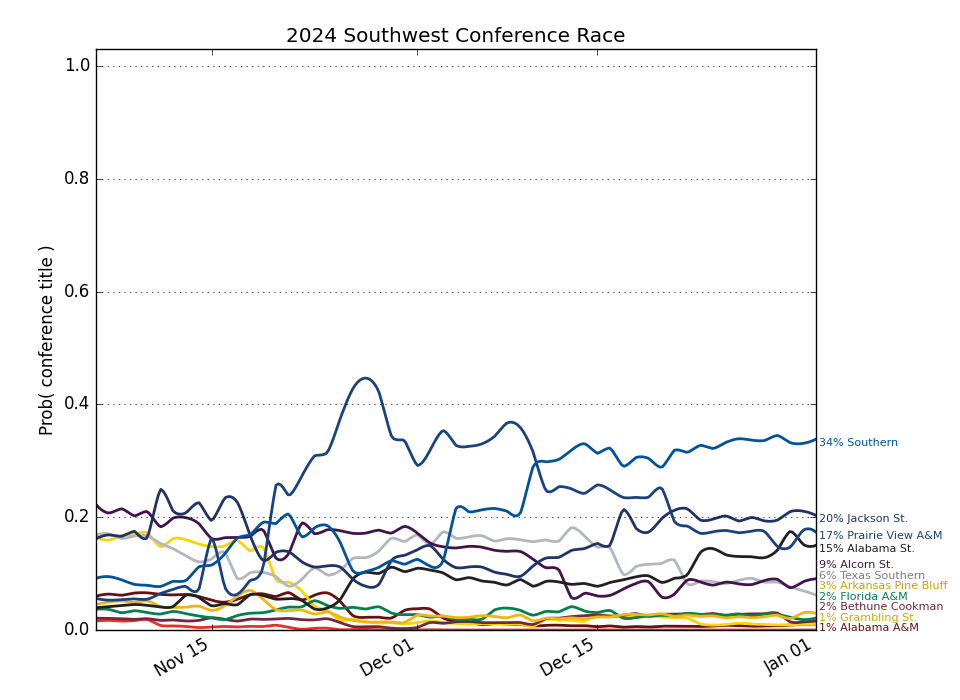 2024 Southwest Conference Race
Prob( conference title )
1.0
0.8
0.6
0.4
0.2
0.0
Nov 15
Dec 01
Dec 15
Jan 01
34% Southern
20% Jackson St.
17% Prairie View A&M
15% Alabama St.
9% Alcorn St.
6% Texas Southern
3% Arkansas Pine Bluff
2% Florida A&M
2% Bethune Cookman
1% Grambling St.
1% Alabama A&M